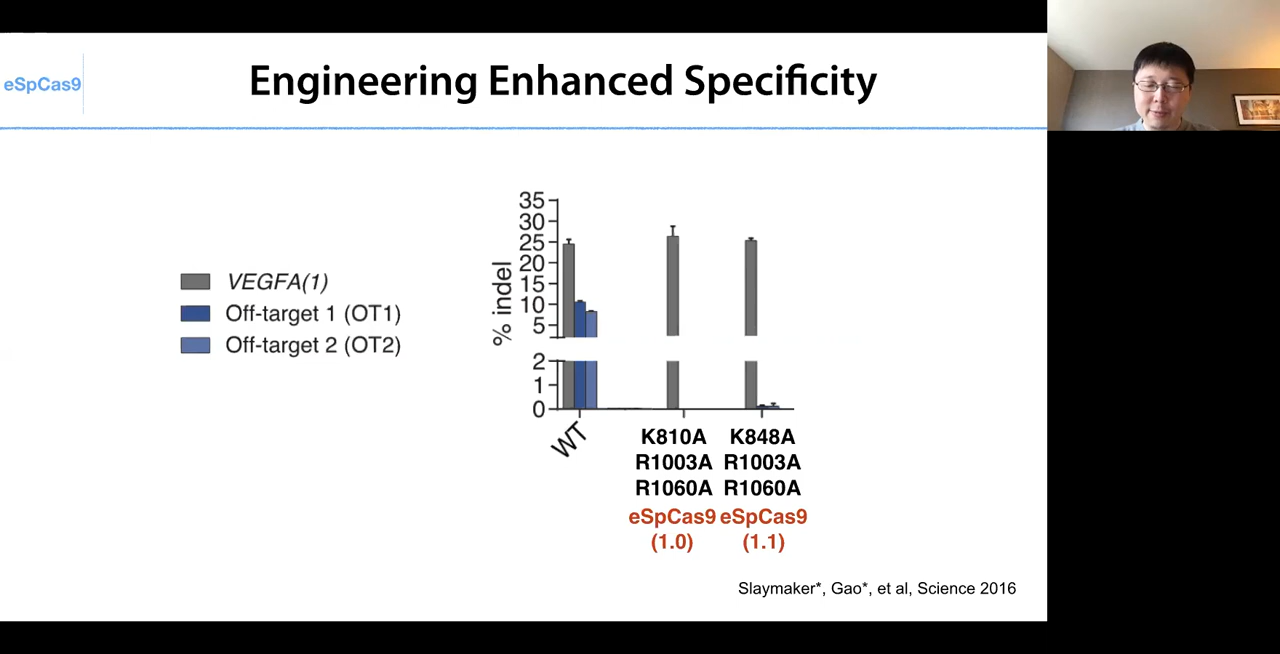 eSpCas9
Engineering Enhanced Specificity
VEGFA(1)
Off-target 1 (OT1)
Off-target 2 (OT2)
% indel
35
30
25
20
15
10
5
2
1
0
WT
K810A K848A
R1003A R1003A
R1060A R1060A
eSpCas9 eSpCas9
(1.0) (1.1)
Slaymaker*, Gao*, et al, Science 2016